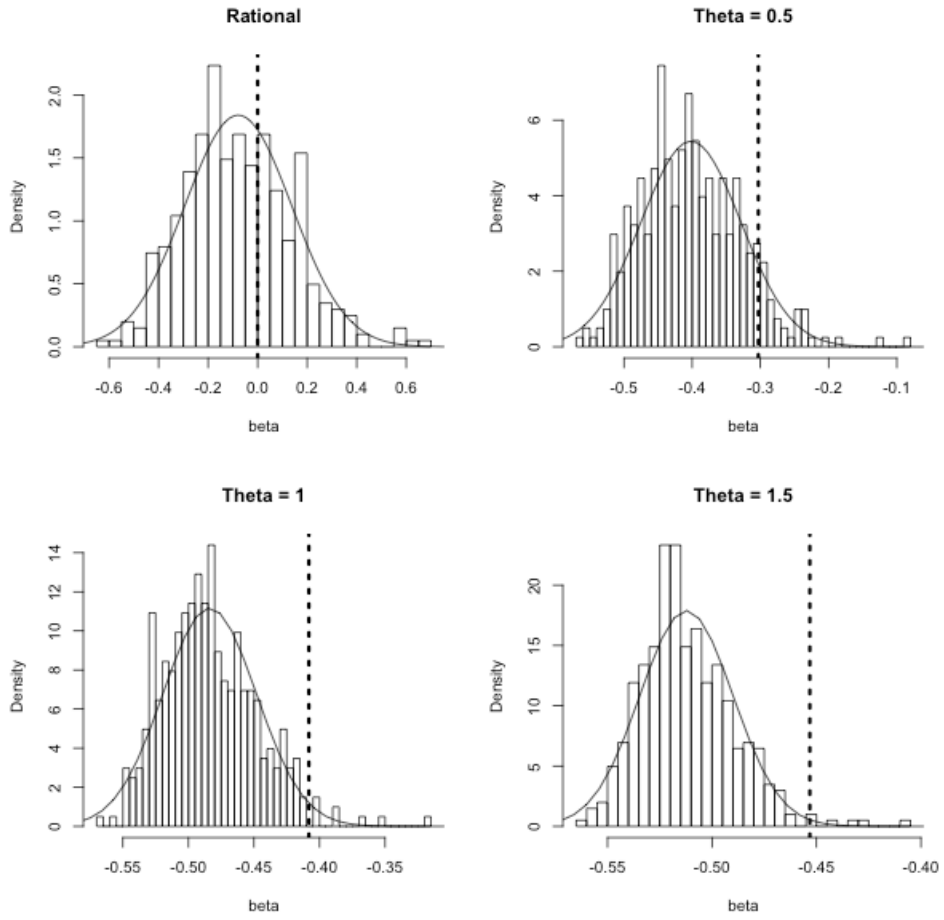 Rational
Density
0.0 0.5 1.0 1.5 2.0
-0.6 -0.4 -0.2 0.0 0.2 0.4 0.6
beta
Theta = 0.5
Density
0 2 4 6
-0.5 -0.4 -0.3 -0.2 -0.1
beta
Theta = 1
Density
0 2 4 6 8 10 12 14
-0.55 -0.50 -0.45 -0.40 -0.35
beta
Theta = 1.5
Density
0 5 10 15 20
-0.55 -0.50 -0.45 -0.40
beta